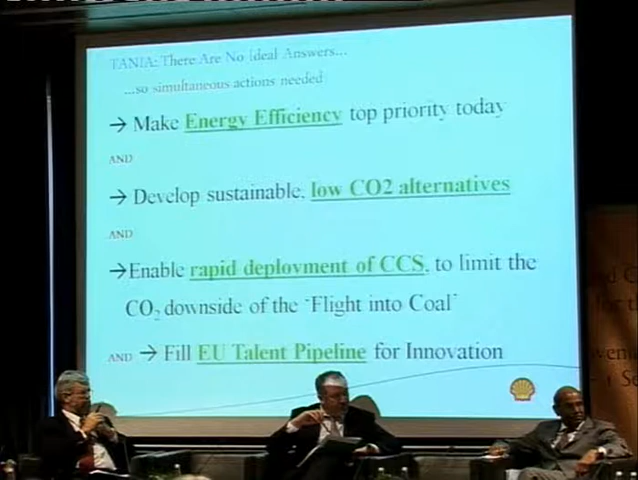 TANIA: There Are No Ideal Answers...
...so simultaneous actions needed
→ Make Energy Efficiency top priority today
AND
→ Develop sustainable, low CO2 alternatives
AND
→Enable rapid deployment of CCS, to limit the
CO₂ downside of the 'Flight into Coal'
AND → Fill EU Talent Pipeline for Innovation